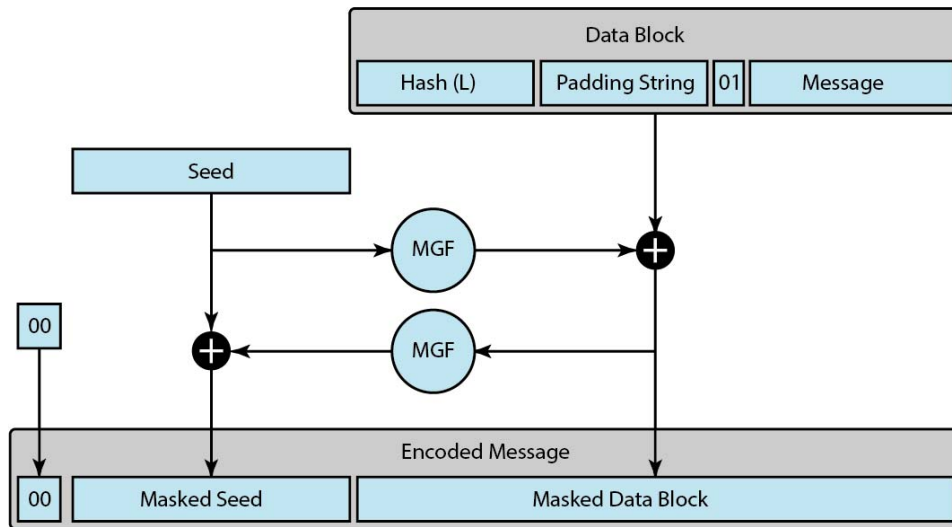 Data Block
Hash (L) Padding String 01 Message
Seed
MGF
00
MGF
Encoded Message
00 Masked Seed Masked Data Block